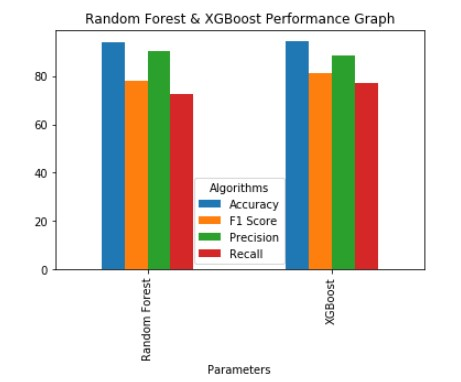 Random Forest & XGBoost Performance Graph
80
60
40
20
0
Algorithms
Accuracy
F1 Score
Precision
Recall
Random Forest
XGBoost
Parameters